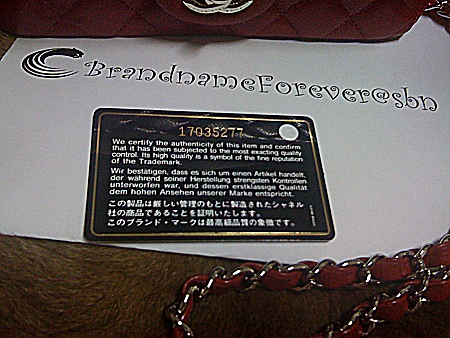 BrandnameForever@sbn
17035277
We certify the authenticity of this item and confirm
that it has been subjected to the most exacting quality
control. Its high quality is a symbol of the fine reputation
of the Trademark.
Wir bestätigen, dass es sich um einen Artikel handelt,
der während seiner Herstellung strengsten Kontrollen
unterworfen war, und dessen erstklassige Qualität
dem hohen Ansehen unserer Marke entspricht.
この製品は厳しい管理のもとに製造されたシャネル
社の商品であることを証明いたします。
このブランド・マークは最高級品質の象徴です。